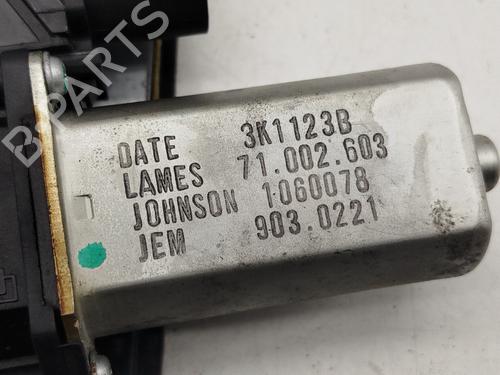 B-PARTS
DATE 3K1123B
LAMES 71.002.603
JOHNSON 1060078
JEM 903.0221